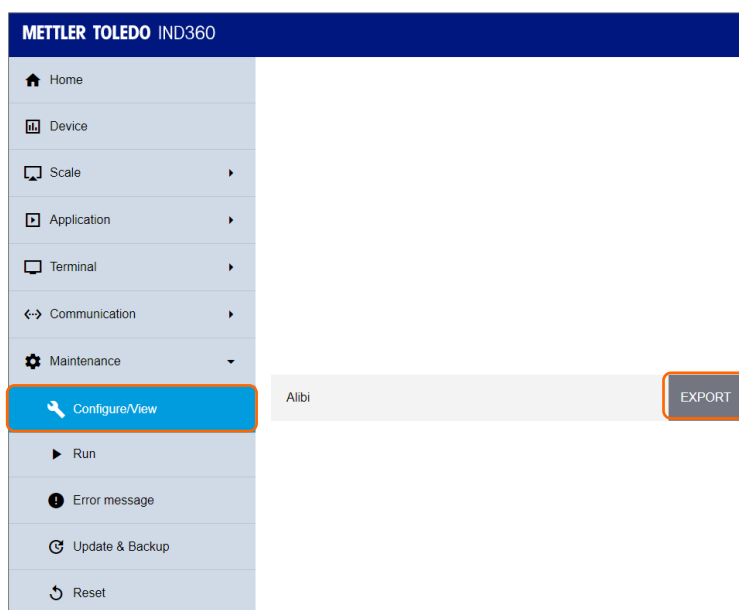 METTLER TOLEDO IND360
Home
Device
Scale
Application
Terminal
Communication
Maintenance
Configure/View
Alibi
EXPORT
Run
Error message
Update & Backup
Reset